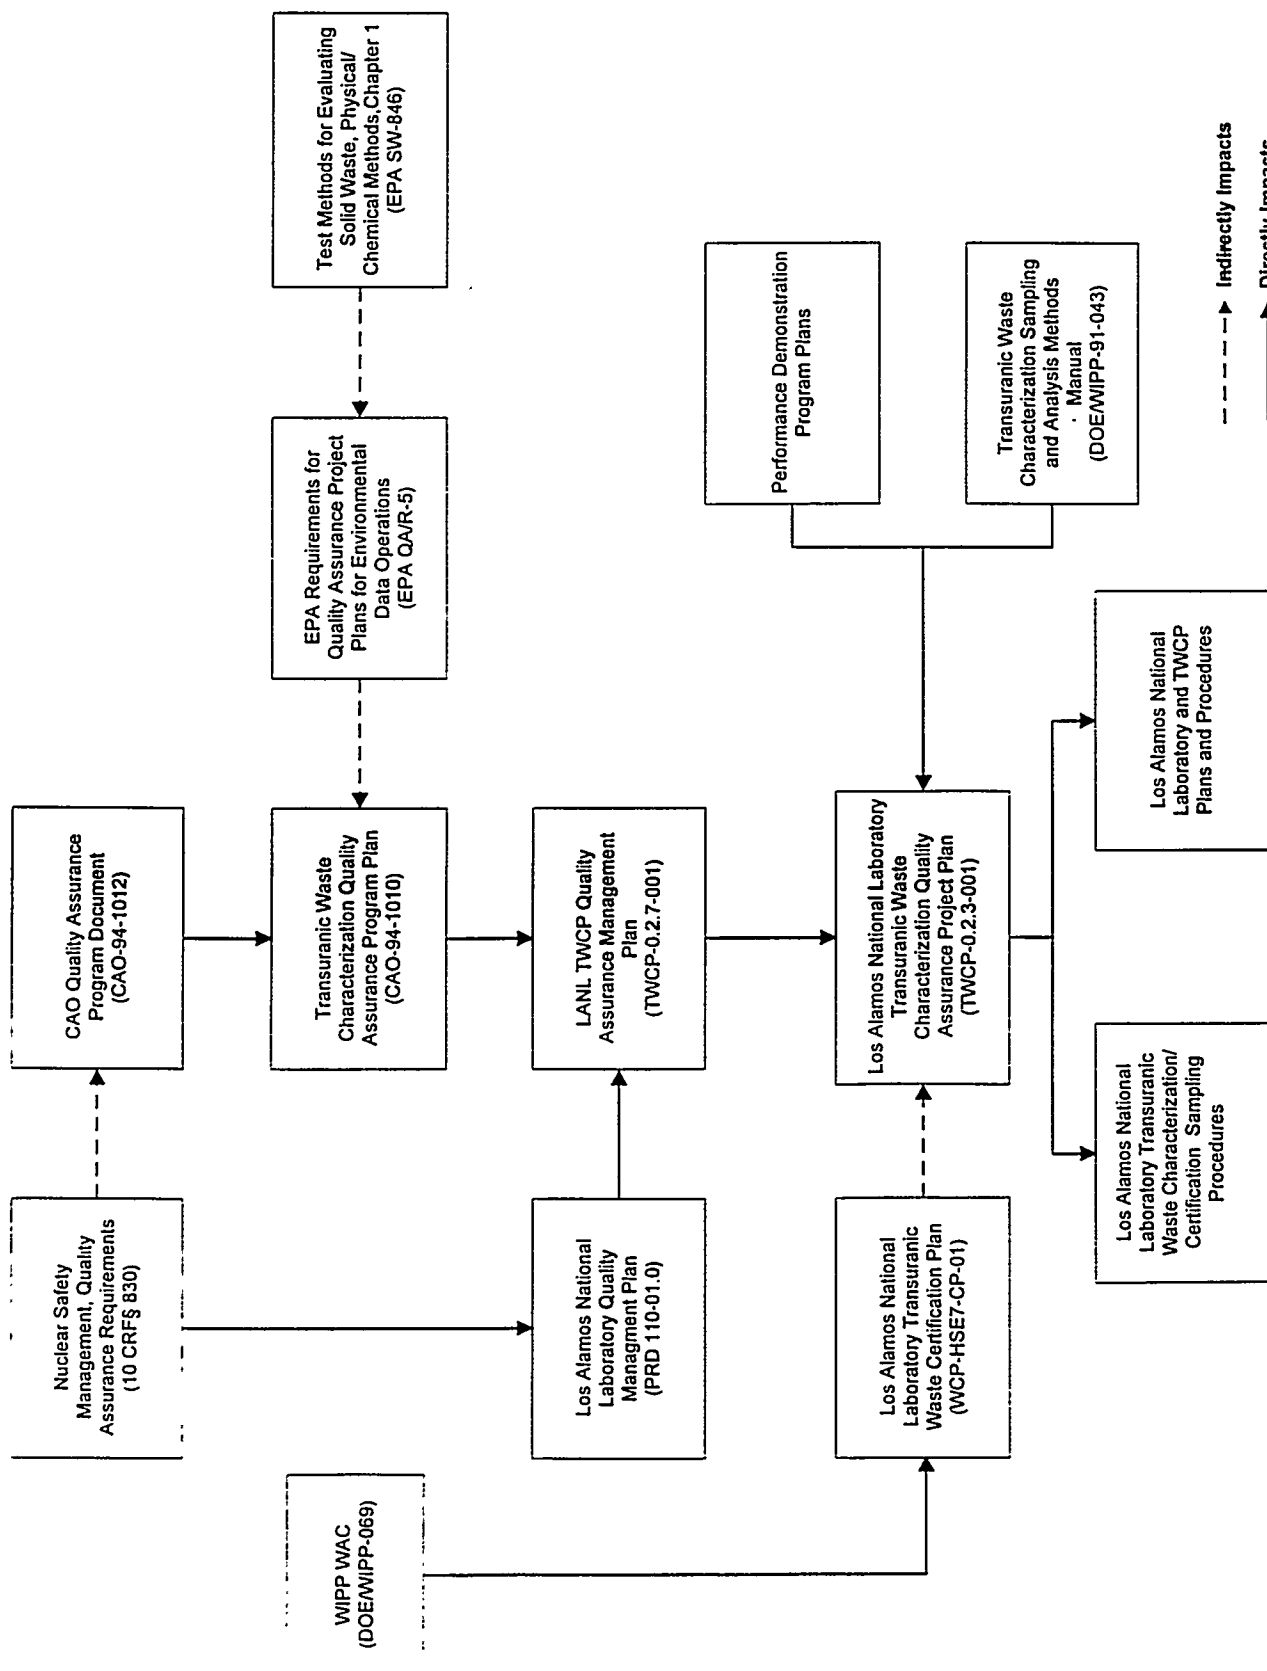 Nuclear Safety
Management, Quality
Assurance Requirements
(10 CRF§ 830)
CAO Quality Assurance
Program Document
(CAO-94-1012)
WIPP WAC
(DOE/WIPP-069)
Transuranic Waste
Characterization Quality
Assurance Program Plan
(CAO-94-1010)
EPA Requirements for
Quality Assurance Project
Plans for Environmental
Data Operations
(EPA QA/R-5)
Test Methods for Evaluating
Solid Waste, Physical/
Chemical Methods,Chapter 1
(EPA SW-846)
Los Alamos National
Laboratory Quality
Managment Plan
(PRD 110-01.0)
LANL TWCP Quality
Assurance Management
Plan
(TWCP-0.2.7-001)
Performance Demonstration
Program Plans
Los Alamos National
Laboratory Transuranic
Waste Certification Plan
(WCP-HSE7-CP-01)
Los Alamos National Laboratory
Transuranic Waste
Characterization Quality
Assurance Project Plan
(TWCP-0.2.3-001)
Transuranic Waste
Characterization Sampling
and Analysis Methods
Manual
(DOE/WIPP-91-043)
Los Alamos National
Laboratory Transuranic
Waste Characterization/
Certification Sampling
Procedures
Los Alamos National
Laboratory and TWCP
Plans and Procedures
Indirectly Impacts
Directly Impacts